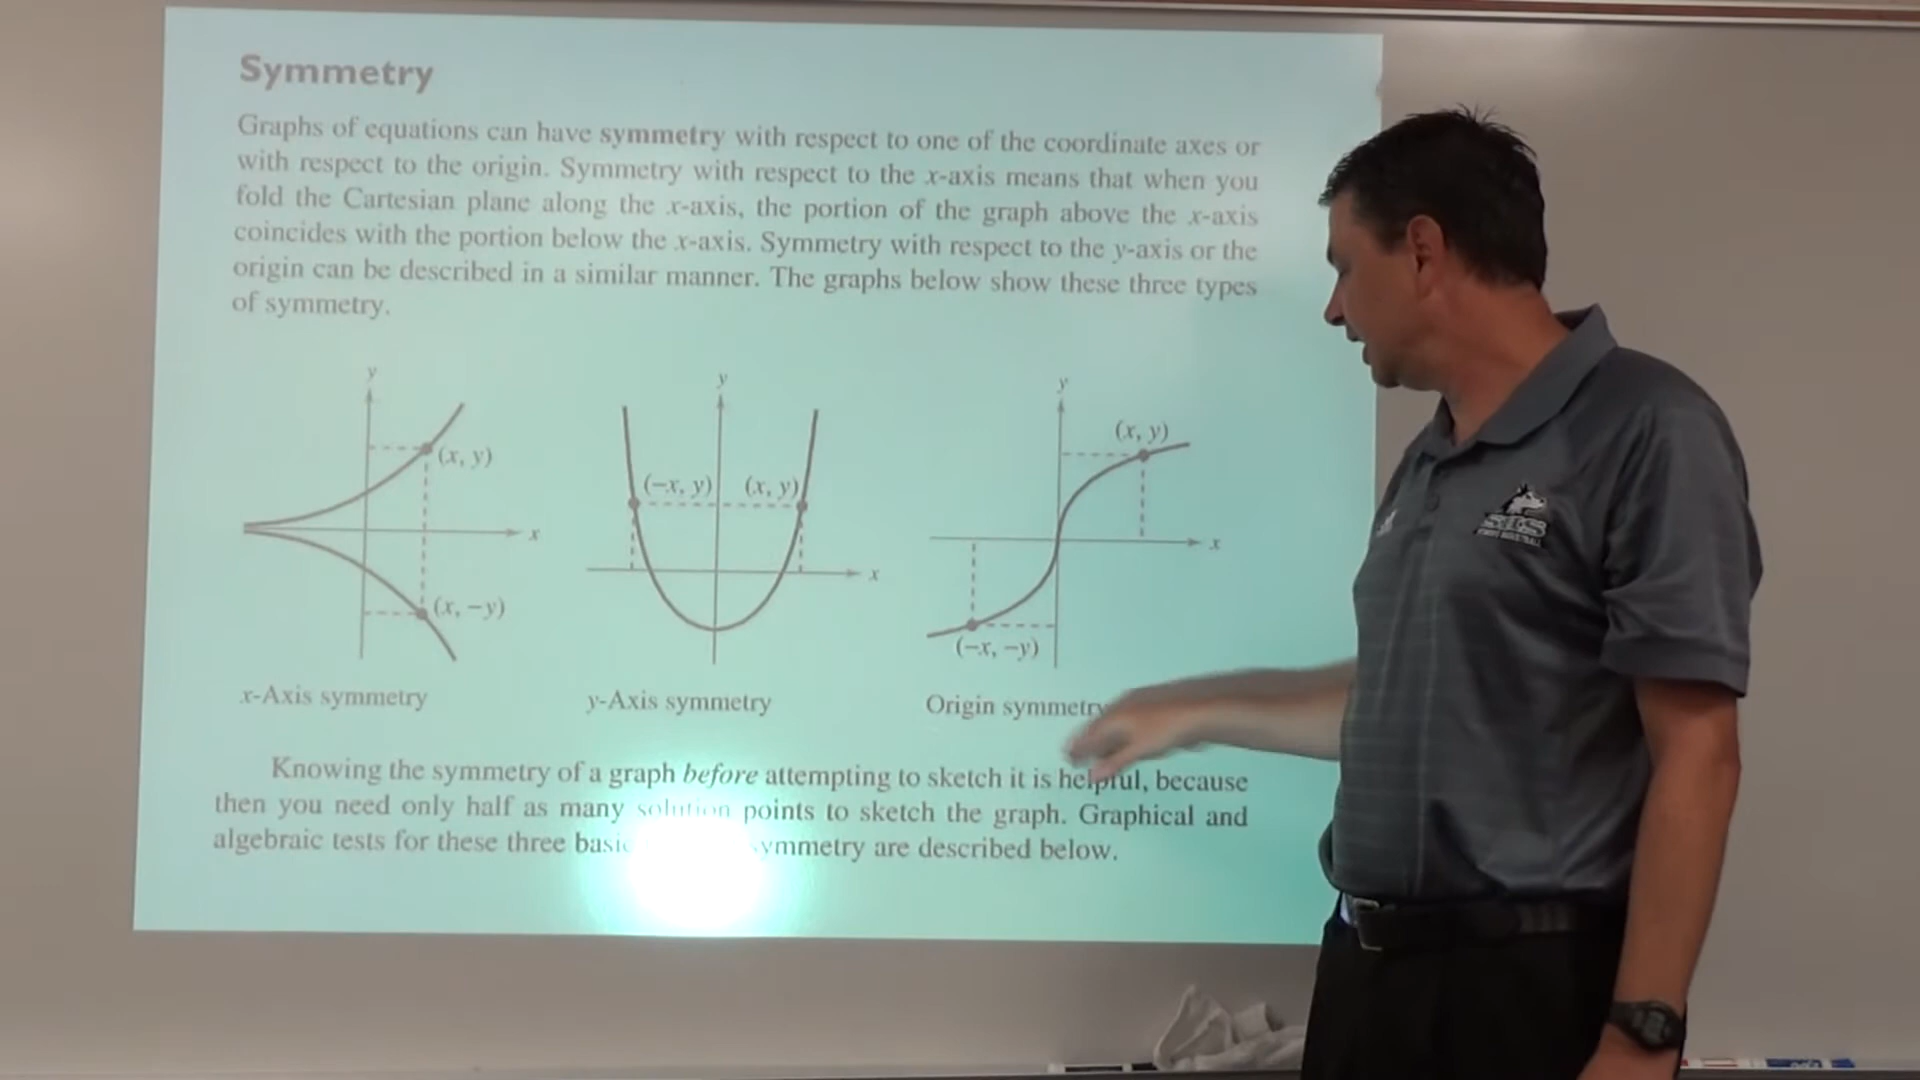 Symmetry
Graphs of equations can have symmetry with respect to one of the coordinate axes or
with respect to the origin. Symmetry with respect to the x-axis means that when you
fold the Cartesian plane along the x-axis, the portion of the graph above the x-axis
coincides with the portion below the x-axis. Symmetry with respect to the y-axis or the
origin can be described in a similar manner. The graphs below show these three types
of symmetry.
y
(x, y)
x
(x, −y)
x-Axis symmetry
y
(−x, y) (x, y)
x
y-Axis symmetry
y
(x, y)
x
(−x, −y)
Origin symmetry
Knowing the symmetry of a graph before attempting to sketch it is helpful, because
then you need only half as many solution points to sketch the graph. Graphical and
algebraic tests for these three basic symmetry are described below.
SIS